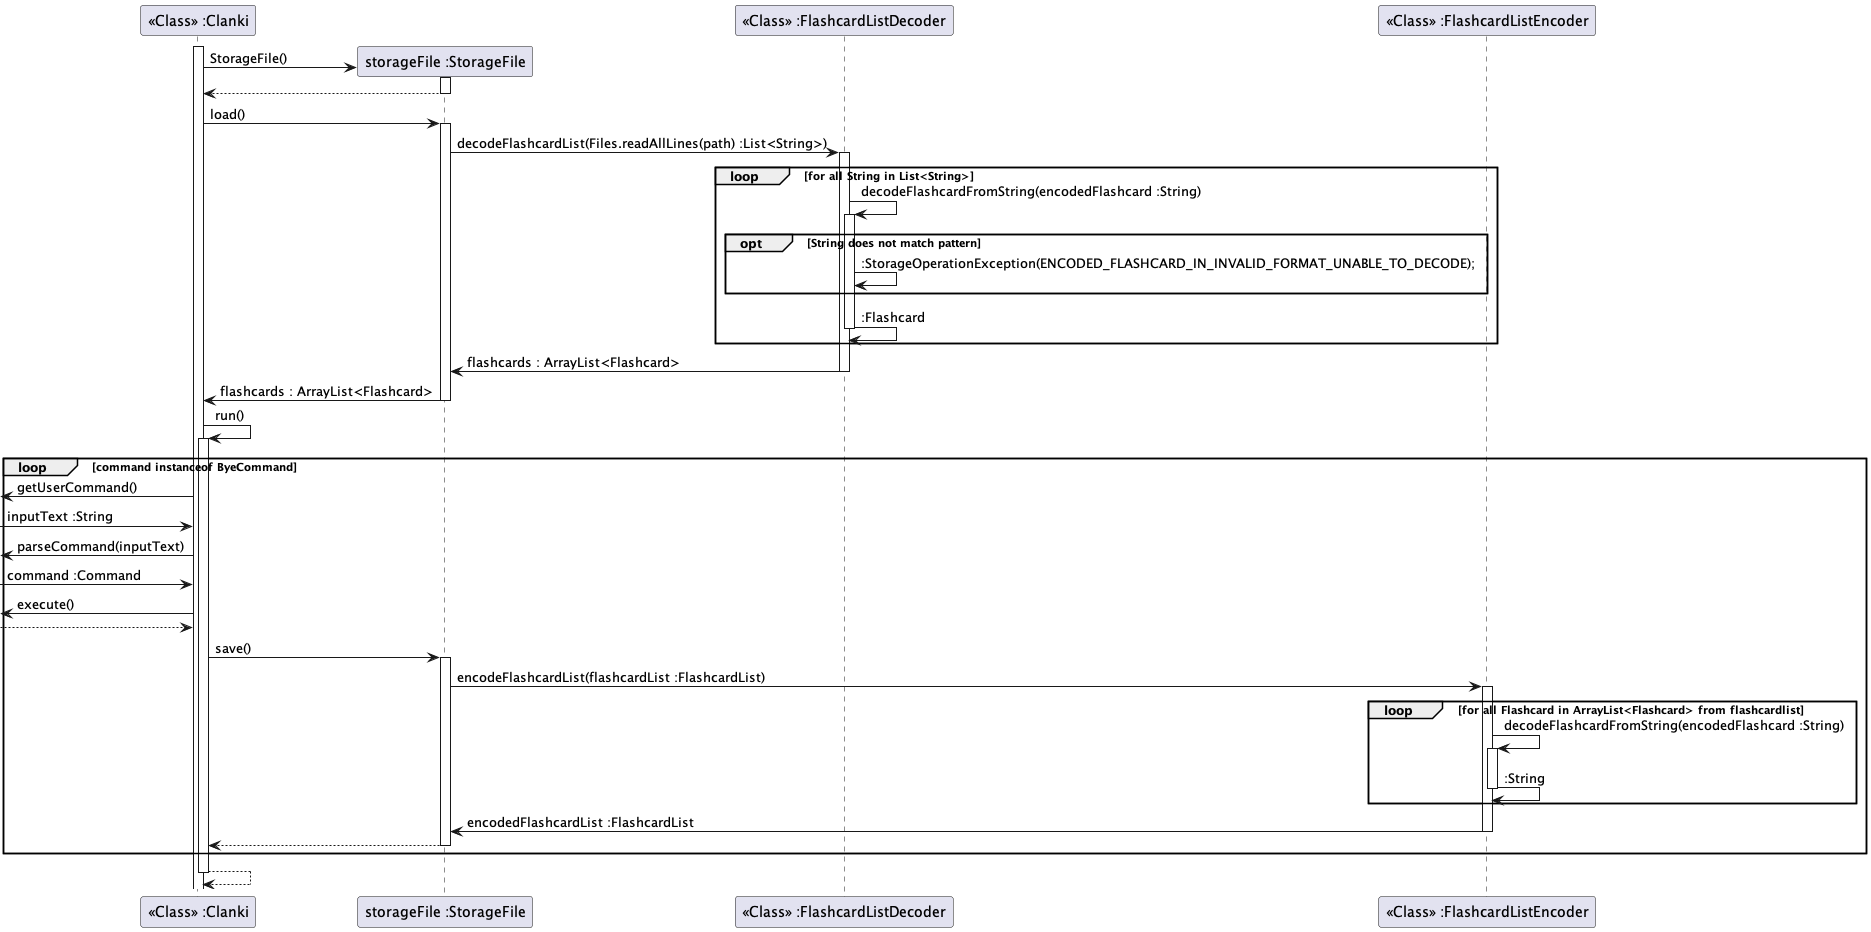 «Class» :Clanki
«Class» :FlashcardListDecoder
«Class» :FlashcardListEncoder
StorageFile()
storageFile :StorageFile
load()
decodeFlashcardList(Files.readAllLines(path) :List<String>)
loop
[for all String in List<String>]
decodeFlashcardFromString(encodedFlashcard :String)
opt
[String does not match pattern]
:StorageOperationException(ENCODED_FLASHCARD_IN_INVALID_FORMAT_UNABLE_TO_DECODE);
:Flashcard
flashcards : ArrayList<Flashcard>
flashcards : ArrayList<Flashcard>
run()
loop
[command instanceof ByeCommand]
getUserCommand()
inputText :String
parseCommand(inputText)
command :Command
execute()
save()
encodeFlashcardList(flashcardList :FlashcardList)
loop
[for all Flashcard in ArrayList<Flashcard> from flashcardlist]
decodeFlashcardFromString(encodedFlashcard :String)
:String
encodedFlashcardList :FlashcardList
«Class» :Clanki
storageFile :StorageFile
«Class» :FlashcardListDecoder
«Class» :FlashcardListEncoder